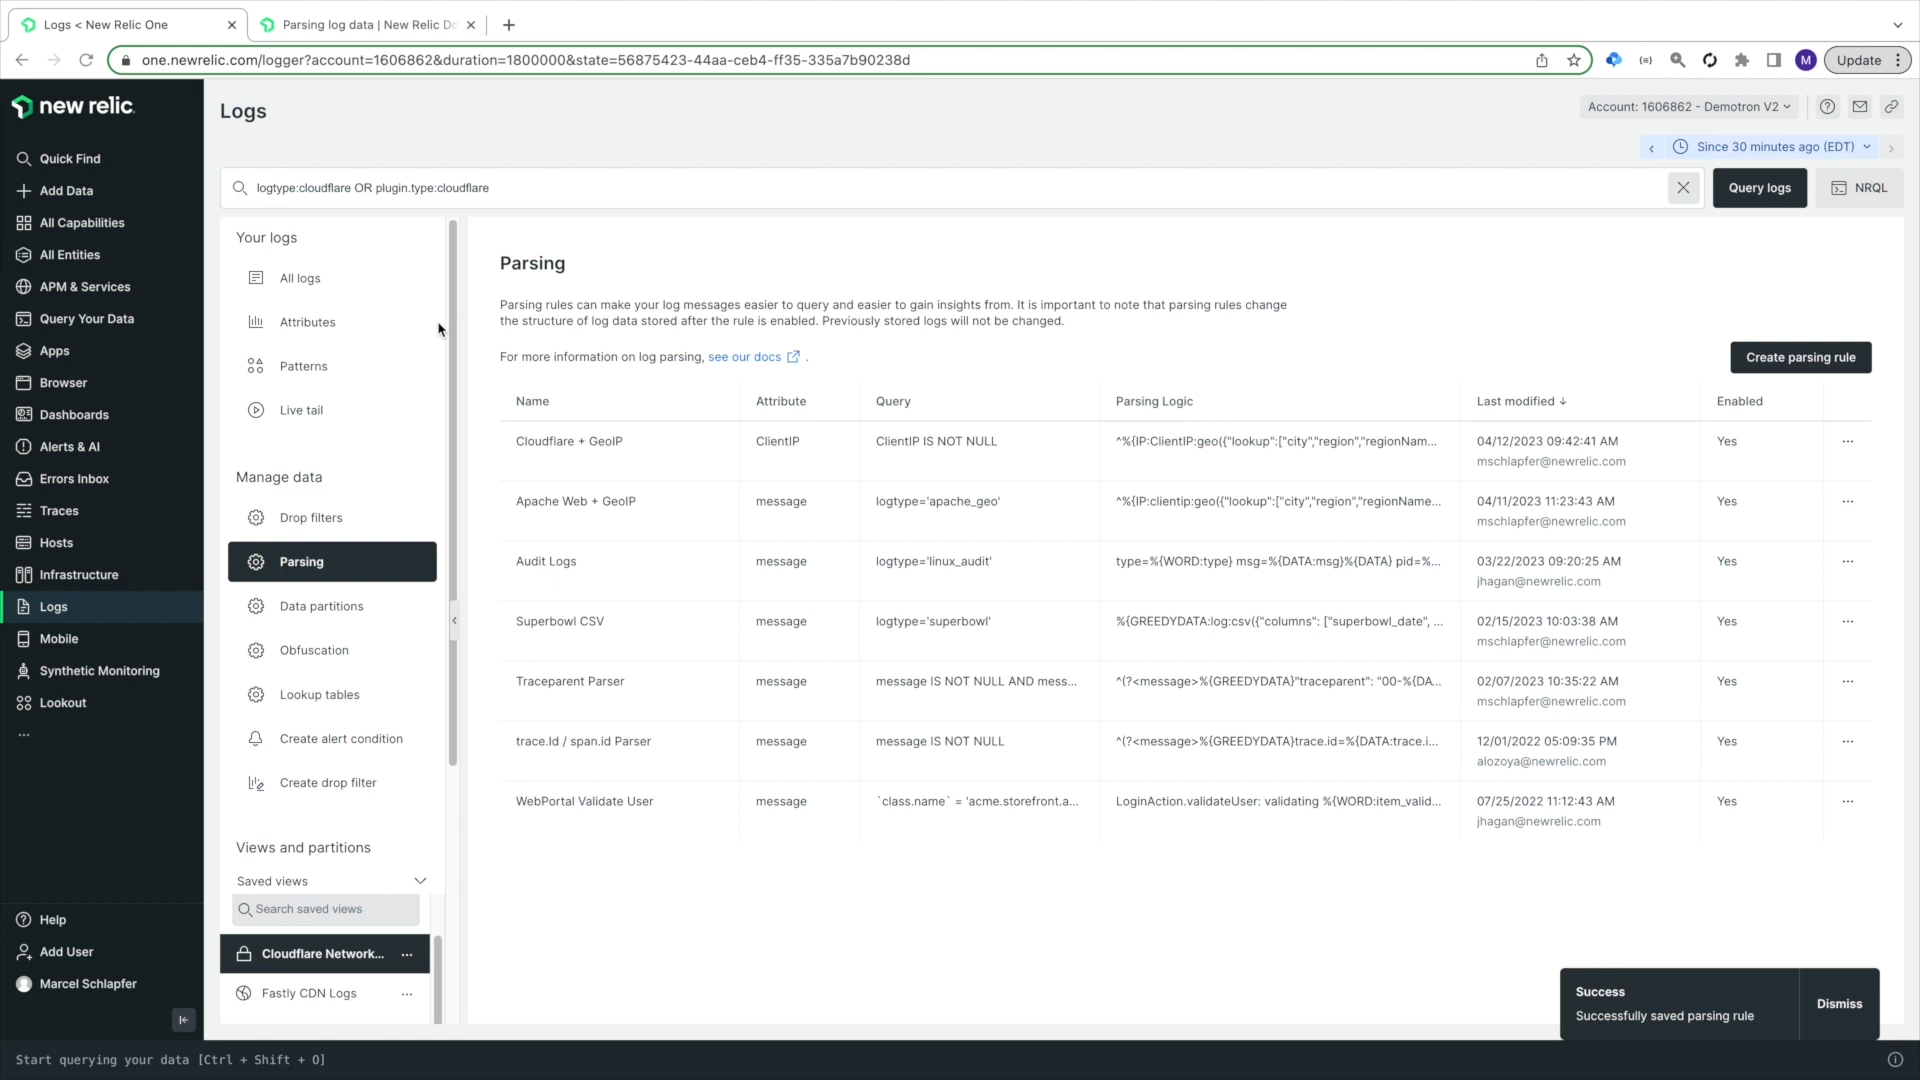 Logs < New Relic One
Parsing log data | New Relic Do
one.newrelic.com/logger?account=1606862&duration=1800000&state=56875423-44aa-ceb4-ff35-335a7b90238d
M
Update
new relic
Logs
Account: 1606862 - Demotron V2
Since 30 minutes ago (EDT)
Quick Find
Add Data
All Capabilities
All Entities
APM & Services
Query Your Data
Apps
Browser
Dashboards
Alerts & AI
Errors Inbox
Traces
Hosts
Infrastructure
Logs
Mobile
Synthetic Monitoring
Lookout
...
Help
Add User
Marcel Schlapfer
logtype:cloudflare OR plugin.type:cloudflare
Query logs
NRQL
Your logs
All logs
Attributes
Patterns
Live tail
Manage data
Drop filters
Parsing
Data partitions
Obfuscation
Lookup tables
Create alert condition
Create drop filter
Views and partitions
Saved views
Search saved views
Cloudflare Network... ...
Fastly CDN Logs ...
Parsing
Parsing rules can make your log messages easier to query and easier to gain insights from. It is important to note that parsing rules change
the structure of log data stored after the rule is enabled. Previously stored logs will not be changed.
For more information on log parsing, see our docs .
Create parsing rule
Name Attribute Query Parsing Logic Last modified ↓ Enabled
Cloudflare + GeoIP ClientIP ClientIP IS NOT NULL ^%{IP:ClientIP:geo({"lookup":["city","region","regionNam... 04/12/2023 09:42:41 AM Yes ...
mschlapfer@newrelic.com
Apache Web + GeoIP message logtype='apache_geo' ^%{IP:clientip:geo({"lookup":["city","region","regionName... 04/11/2023 11:23:43 AM Yes ...
mschlapfer@newrelic.com
Audit Logs message logtype='linux_audit' type=%{WORD:type} msg=%{DATA:msg}%{DATA} pid=%... 03/22/2023 09:20:25 AM Yes ...
jhagan@newrelic.com
Superbowl CSV message logtype='superbowl' %{GREEDYDATA:log:csv({"columns": ["superbowl_date", ... 02/15/2023 10:03:38 AM Yes ...
mschlapfer@newrelic.com
Traceparent Parser message message IS NOT NULL AND mess... ^(?<message>%{GREEDYDATA}"traceparent": "00-%{DA... 02/07/2023 10:35:22 AM Yes ...
mschlapfer@newrelic.com
trace.Id / span.id Parser message message IS NOT NULL ^(?<message>%{GREEDYDATA}trace.id=%{DATA:trace.i... 12/01/2022 05:09:35 PM Yes ...
alozoya@newrelic.com
WebPortal Validate User message `class.name` = 'acme.storefront.a... LoginAction.validateUser: validating %{WORD:item_valid... 07/25/2022 11:12:43 AM Yes ...
jhagan@newrelic.com
Success
Successfully saved parsing rule
Dismiss
Start querying your data [Ctrl + Shift + O]